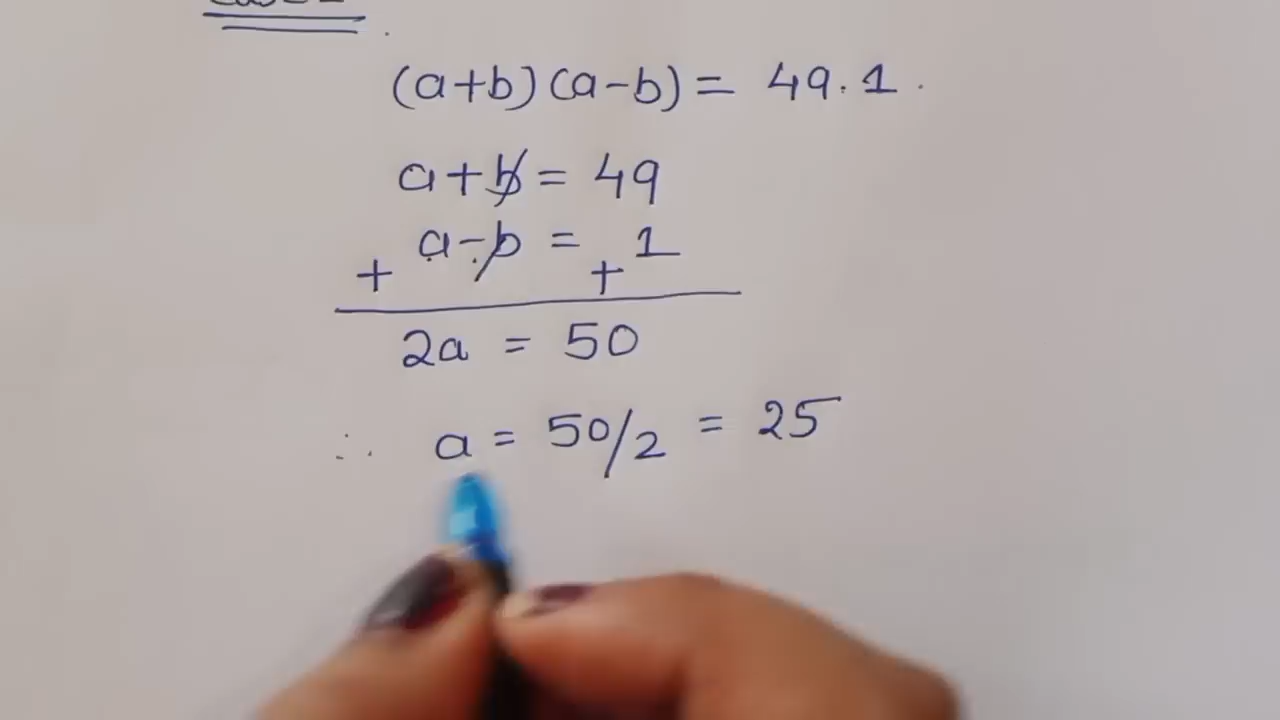 (a+b)(a-b) = 49.1.
a+b = 49
+ a-b = + 1
2a = 50
∴ a = 50/2 = 25